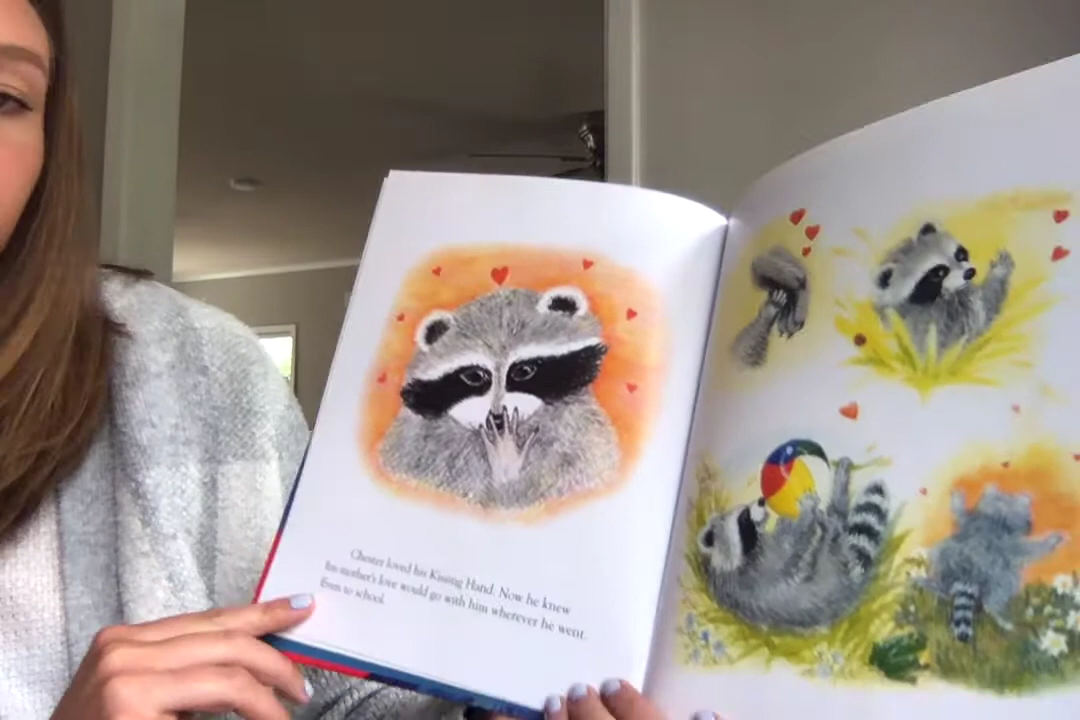 Chester loved his Kissing Hand. Now he knew
his mother's love would go with him wherever he went.
Even to school.